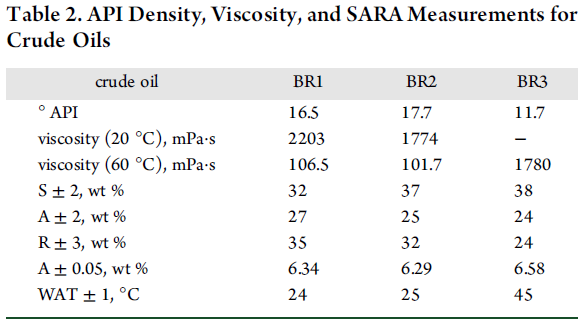 Table 2. API Density, Viscosity, and SARA Measurements for
Crude Oils
crude oil BR1 BR2 BR3
° API 16.5 17.7 11.7
viscosity (20 °C), mPa·s 2203 1774 −
viscosity (60 °C), mPa·s 106.5 101.7 1780
S ± 2, wt % 32 37 38
A ± 2, wt % 27 25 24
R ± 3, wt % 35 32 24
A ± 0.05, wt % 6.34 6.29 6.58
WAT ± 1, °C 24 25 45